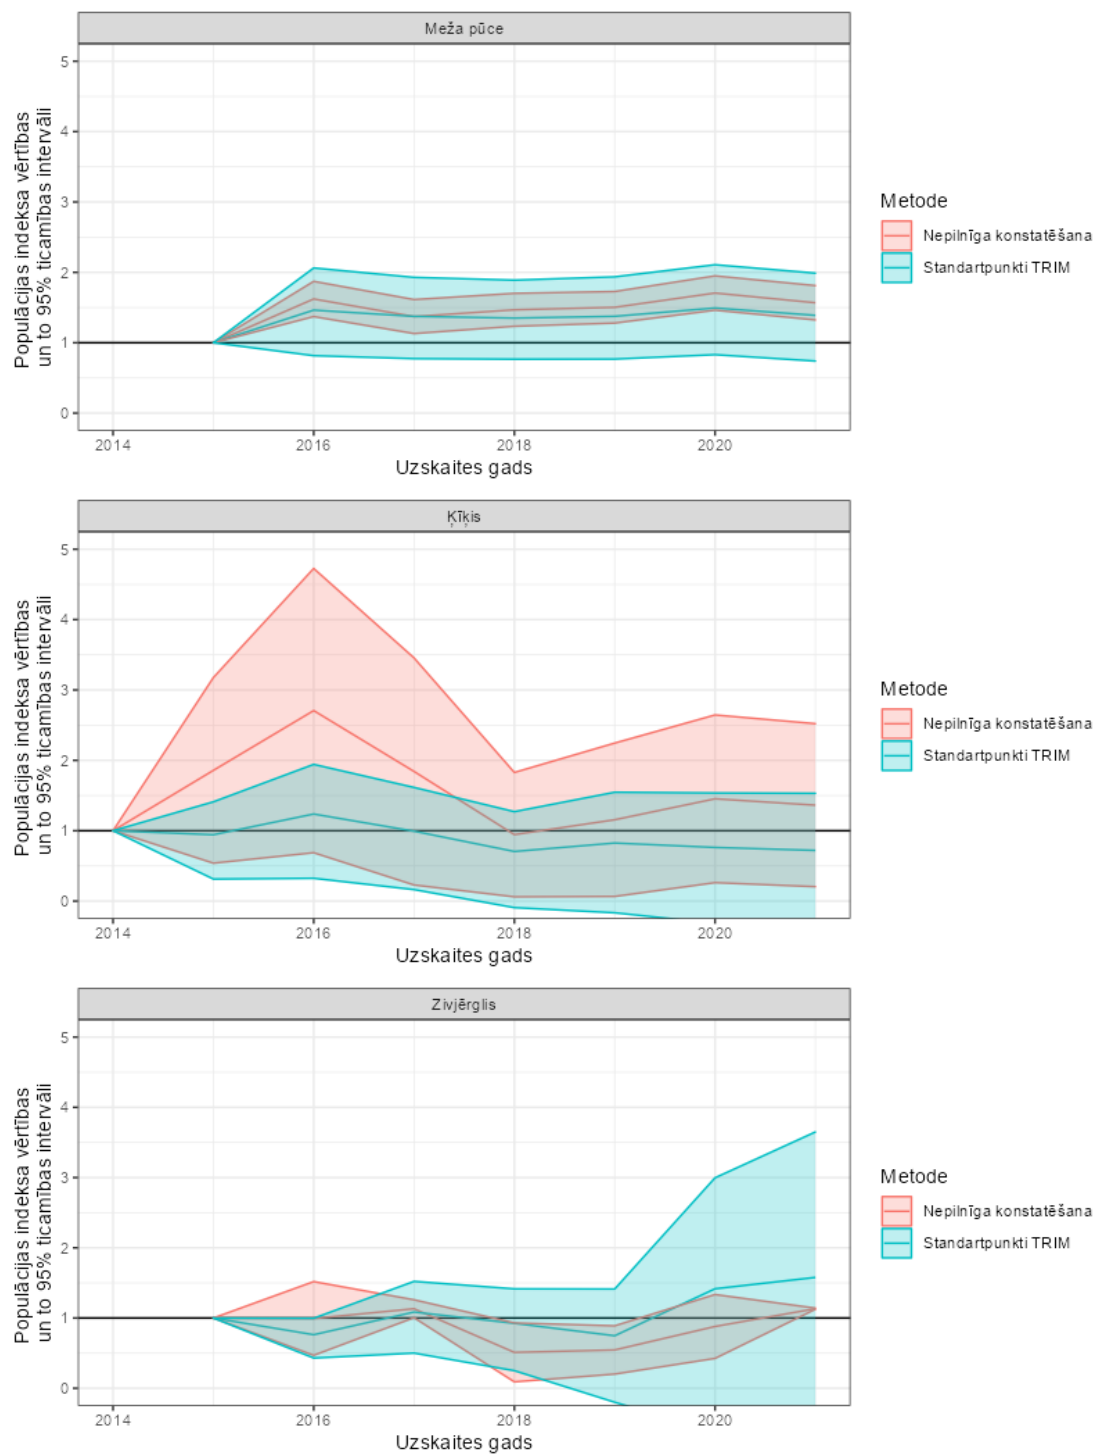 Meža pūce
Populācijas indeksa vērtības
un to 95% ticamības intervāli
5
4
3
2
1
0
2014 2016 2018 2020
Uzskaites gads
Metode
Nepilnīga konstatēšana
Standartpunkti TRIM
Ķīķis
Populācijas indeksa vērtības
un to 95% ticamības intervāli
5
4
3
2
1
0
2014 2016 2018 2020
Uzskaites gads
Metode
Nepilnīga konstatēšana
Standartpunkti TRIM
Zivjērglis
Populācijas indeksa vērtības
un to 95% ticamības intervāli
5
4
3
2
1
0
2014 2016 2018 2020
Uzskaites gads
Metode
Nepilnīga konstatēšana
Standartpunkti TRIM